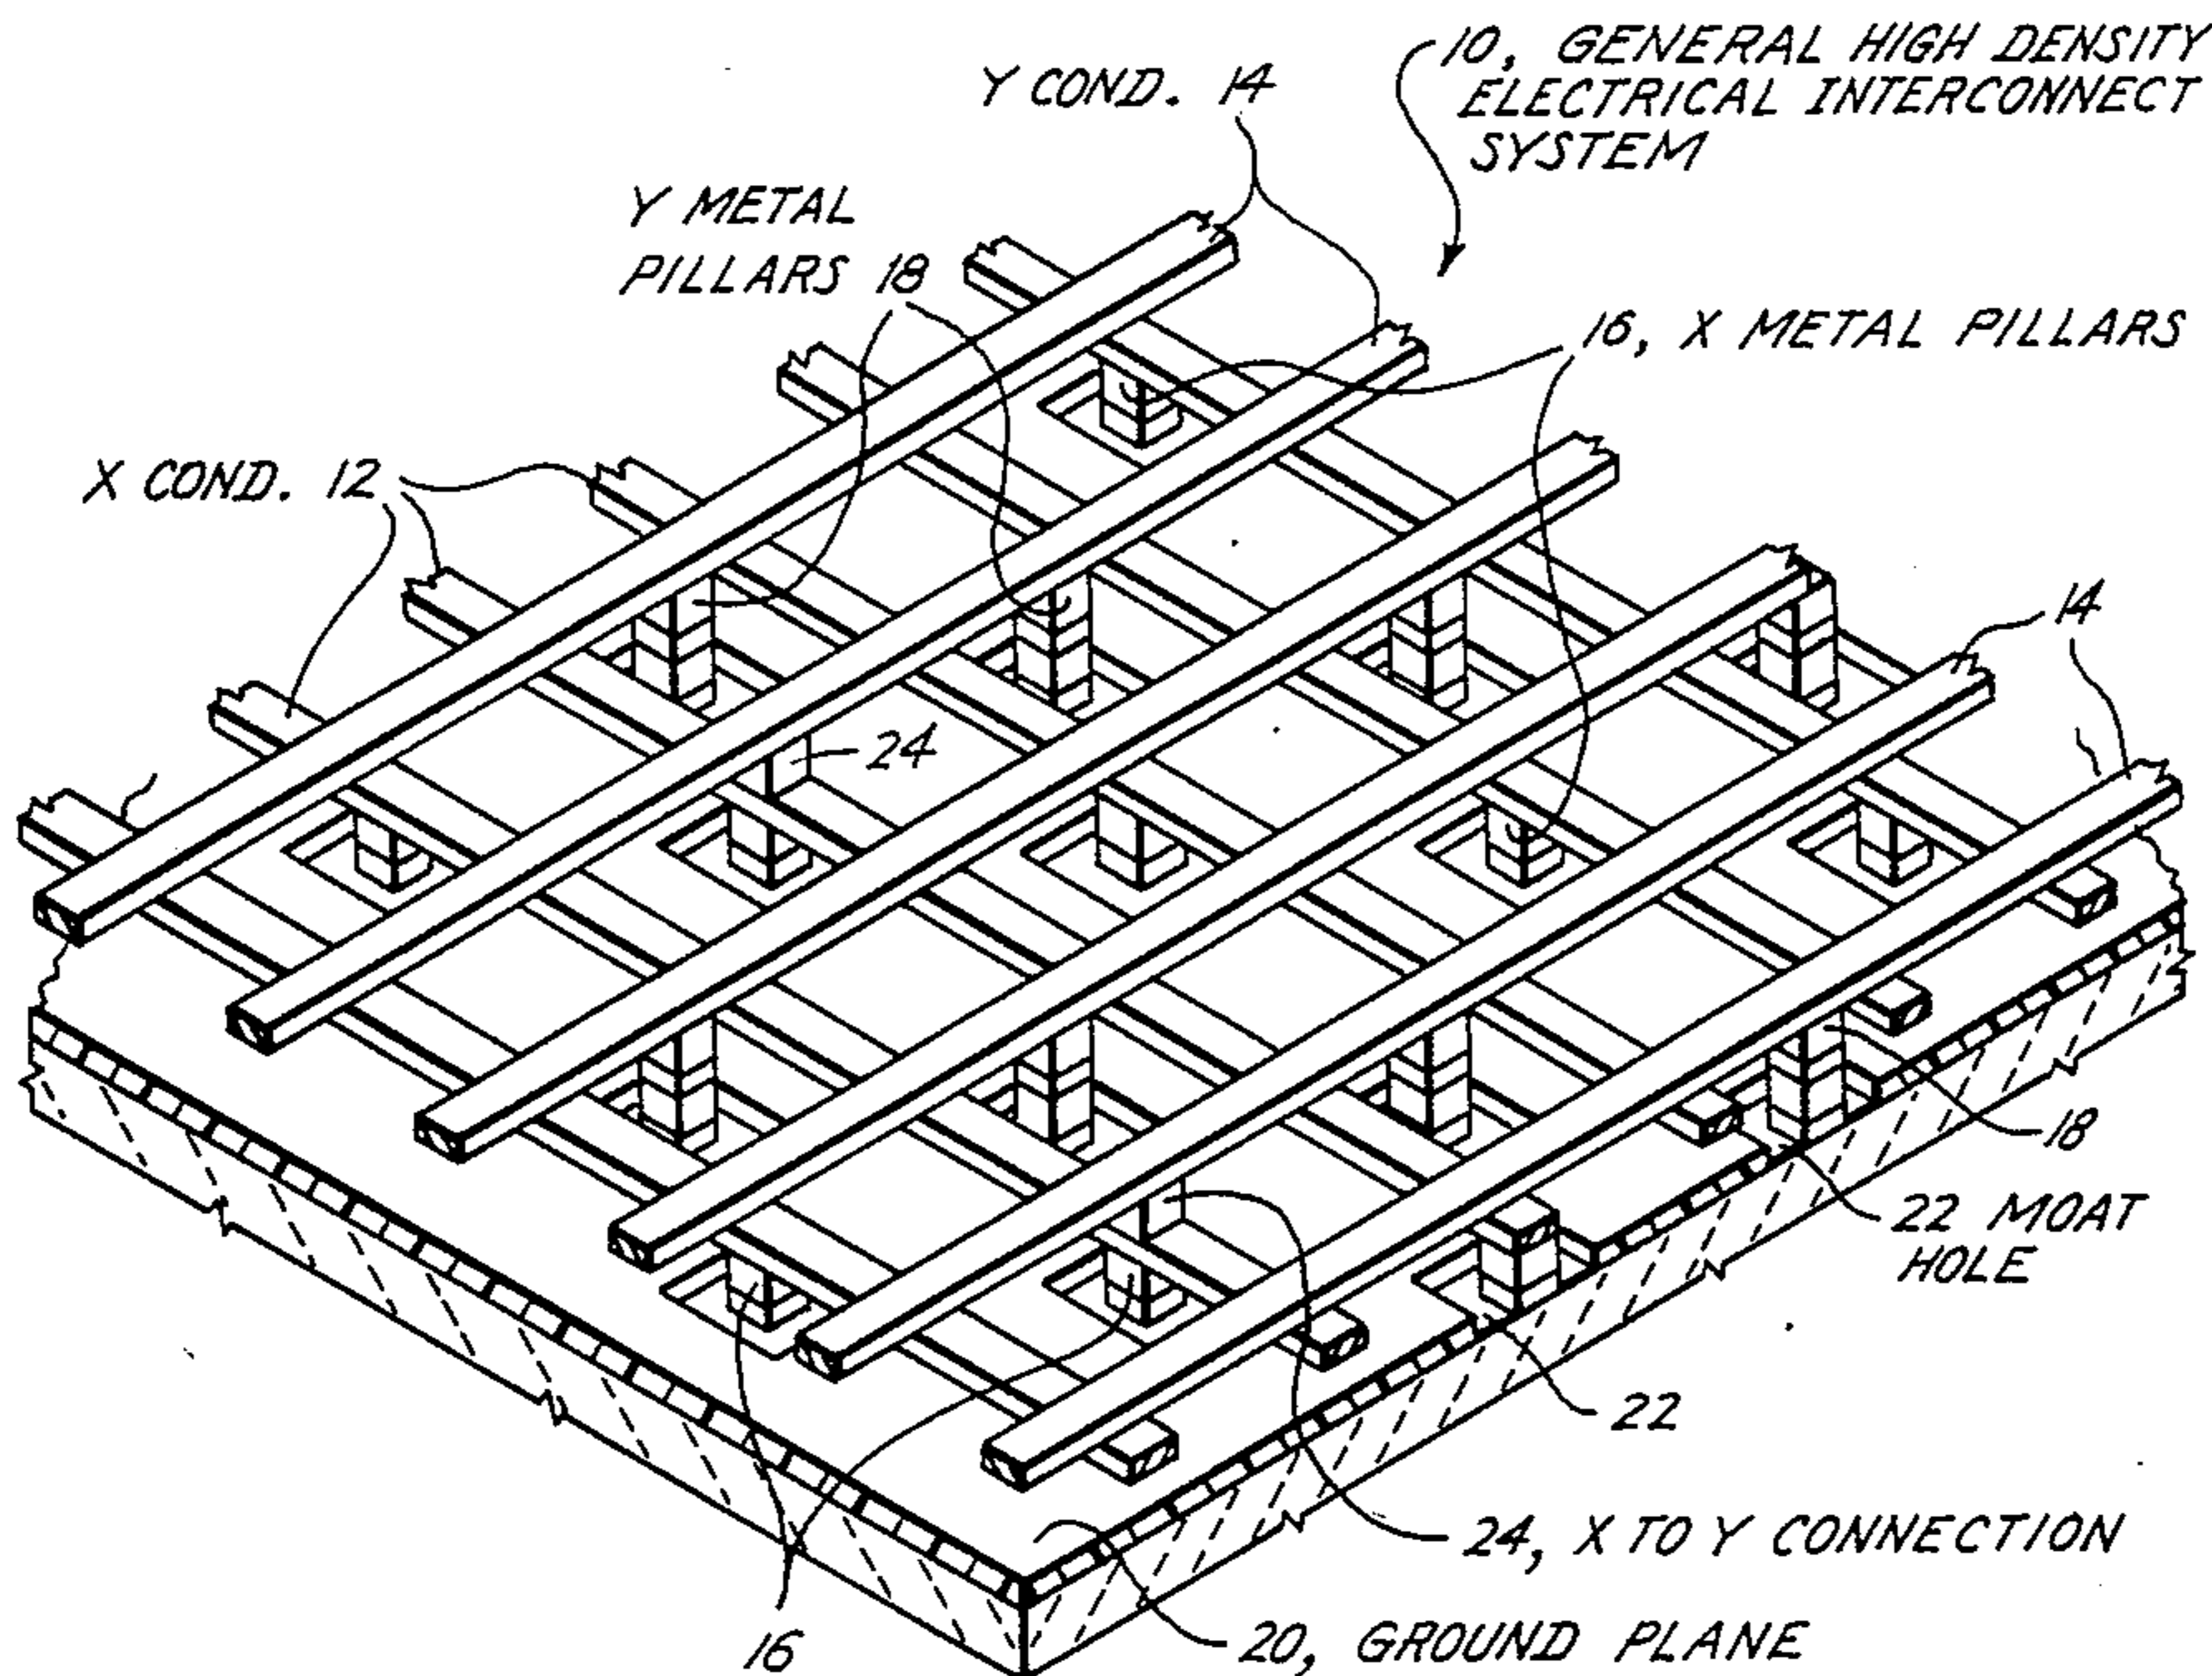 10, GENERAL HIGH DENSITY
ELECTRICAL INTERCONNECT
SYSTEM
Y COND. 14
Y METAL
PILLARS 18
16, X METAL PILLARS
X COND. 12
14
24
18
22 MOAT
HOLE
22
24, X TO Y CONNECTION
16
20, GROUND PLANE